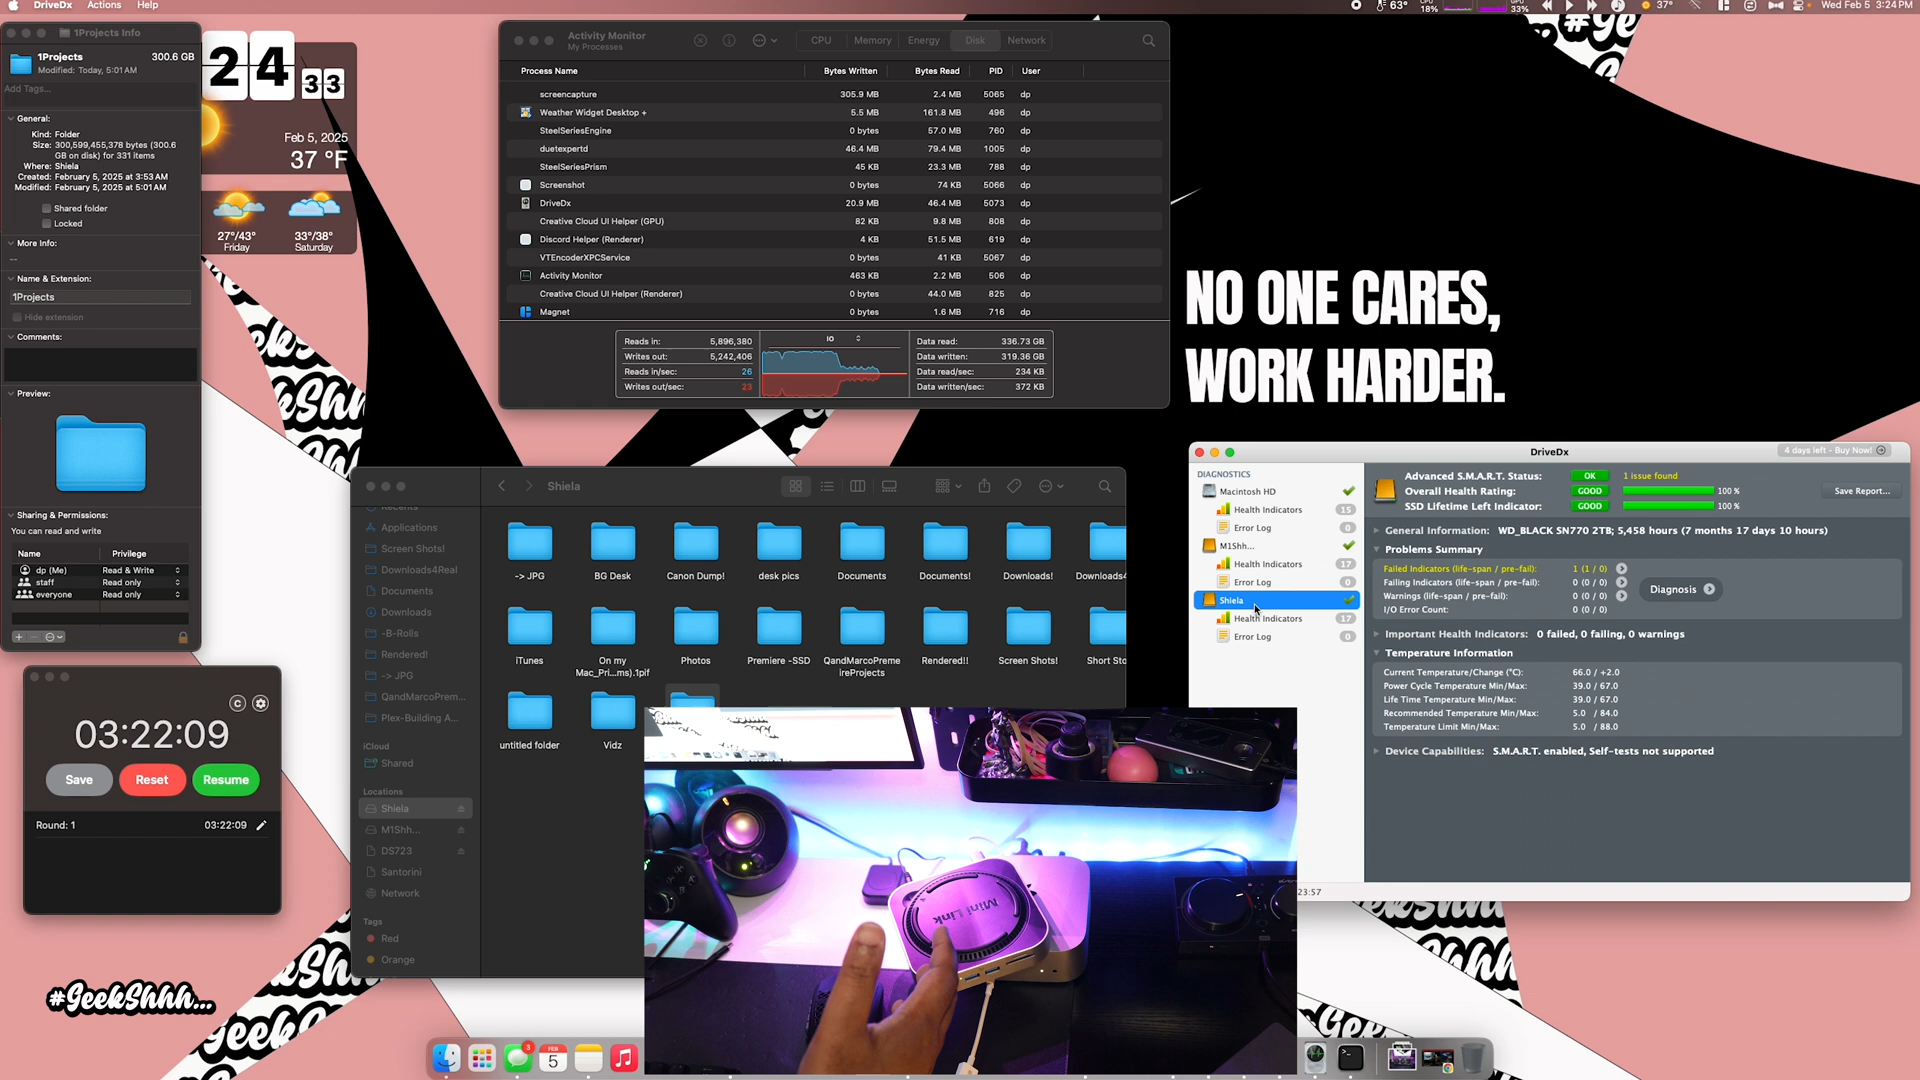 DriveDx Actions Help
63°
CPU 18%
GPU 33%
37° Wed Feb 5 3:24 PM
1Projects Info
1Projects 300.6 GB
Modified: Today, 5:01 AM
Add Tags...
General:
Kind: Folder
Size: 300,599,455,378 bytes (300.6
GB on disk) for 331 items
Where: Shiela
Created: February 5, 2025 at 3:53 AM
Modified: February 5, 2025 at 5:01 AM
Shared folder
Locked
More Info:
--
Name & Extension:
1Projects
Hide extension
Comments:
Preview:
Sharing & Permissions:
You can read and write
Name Privilege
dp (Me) Read & Write
staff Read only
everyone Read only
24 33
Feb 5, 2025
37 °F
27°/43° 33°/38°
Friday Saturday
Activity Monitor
My Processes
CPU Memory Energy Disk Network
Process Name Bytes Written Bytes Read PID User
screencapture 305.9 MB 2.4 MB 5065 dp
Weather Widget Desktop + 5.5 MB 161.8 MB 496 dp
SteelSeriesEngine 0 bytes 57.0 MB 760 dp
duetexpertd 46.4 MB 79.4 MB 1005 dp
SteelSeriesPrism 45 KB 23.3 MB 788 dp
Screenshot 0 bytes 74 KB 5066 dp
DriveDx 20.9 MB 46.4 MB 5073 dp
Creative Cloud UI Helper (GPU) 82 KB 9.8 MB 808 dp
Discord Helper (Renderer) 4 KB 51.5 MB 619 dp
VTEncoderXPCService 0 bytes 41 KB 5067 dp
Activity Monitor 463 KB 2.2 MB 506 dp
Creative Cloud UI Helper (Renderer) 0 bytes 44.0 MB 825 dp
Magnet 0 bytes 1.6 MB 716 dp
Reads in: 5,896,380 IO Data read: 336.73 GB
Writes out: 5,242,406 Data written: 319.36 GB
Reads in/sec: 26 Data read/sec: 234 KB
Writes out/sec: 23 Data written/sec: 372 KB
NO ONE CARES,
WORK HARDER.
03:22:09
Save Reset Resume
Round: 1 03:22:09
Shiela
Recents
Applications
Screen Shots!
Downloads4Real
Documents
Downloads
-B-Rolls
Rendered!
-> JPG
QandMarcoPrem...
Plex-Building A...
iCloud
Shared
Locations
Shiela
M1Shh...
DS723
Santorini
Network
Tags
Red
Orange
-> JPG BG Desk Canon Dump! desk pics Documents Documents! Downloads! Downloads4
iTunes On my Photos Premiere -SSD QandMarcoPreme Rendered!! Screen Shots! Short Sto
Mac_Pri...ms).1pif ireProjects
untitled folder Vidz
DriveDx
4 days left - Buy Now!
DIAGNOSTICS
Macintosh HD
Health Indicators 15
Error Log 0
M1Shh...
Health Indicators 17
Error Log 0
Shiela
Health Indicators 17
Error Log 0
Advanced S.M.A.R.T. Status: OK 1 issue found
Overall Health Rating: GOOD 100 %
SSD Lifetime Left Indicator: GOOD 100 %
Save Report...
General Information: WD_BLACK SN770 2TB; 5,458 hours (7 months 17 days 10 hours)
Problems Summary
Failed Indicators (life-span / pre-fail): 1 (1 / 0)
Failing Indicators (life-span / pre-fail): 0 (0 / 0)
Warnings (life-span / pre-fail): 0 (0 / 0)
I/O Error Count: 0 (0 / 0)
Diagnosis
Important Health Indicators: 0 failed, 0 failing, 0 warnings
Temperature Information
Current Temperature/Change (°C): 66.0 / +2.0
Power Cycle Temperature Min/Max: 39.0 / 67.0
Life Time Temperature Min/Max: 39.0 / 67.0
Recommended Temperature Min/Max: 5.0 / 84.0
Temperature Limit Min/Max: 5.0 / 88.0
Device Capabilities: S.M.A.R.T. enabled, Self-tests not supported
23:57
Mini Link
#GeekShhh...
3
FEB
5